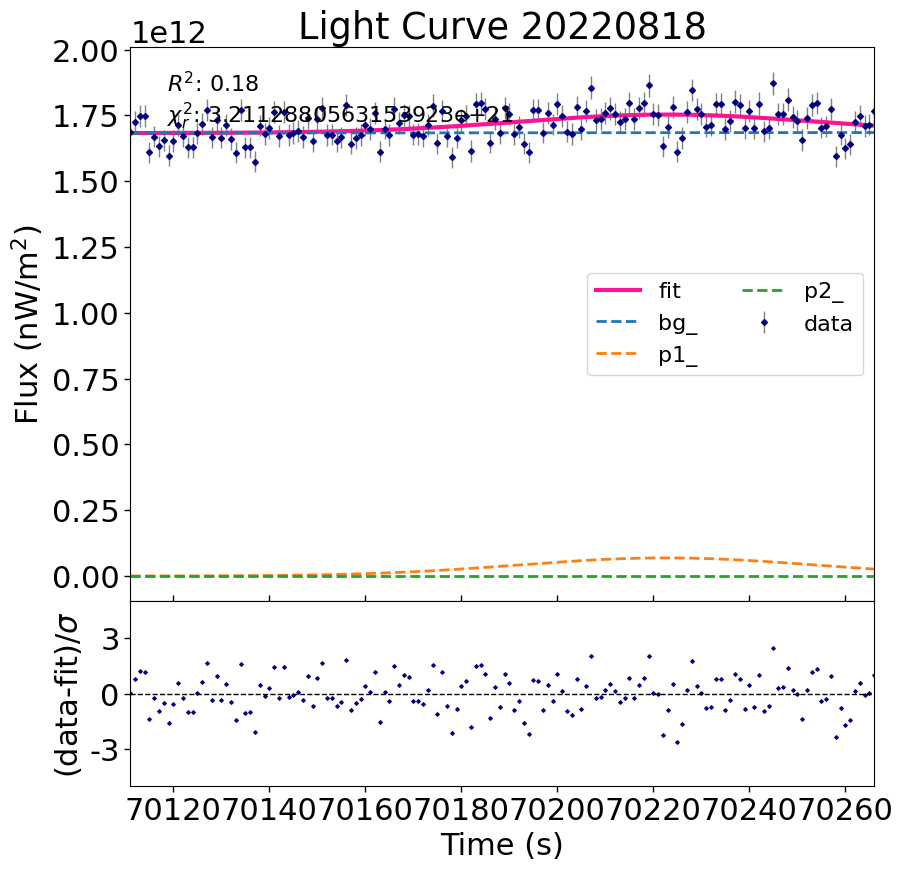 Light Curve 20220818
1e12
2.00
R²: 0.18
χ²ᵣ: 3.2112880563153923e+21
1.75
1.50
1.25
1.00
0.75
0.50
0.25
0.00
Flux (nW/m²)
fit
bg_
p1_
p2_
data
3
0
-3
(data-fit)/σ
70120 70140 70160 70180 70200 70220 70240 70260
Time (s)